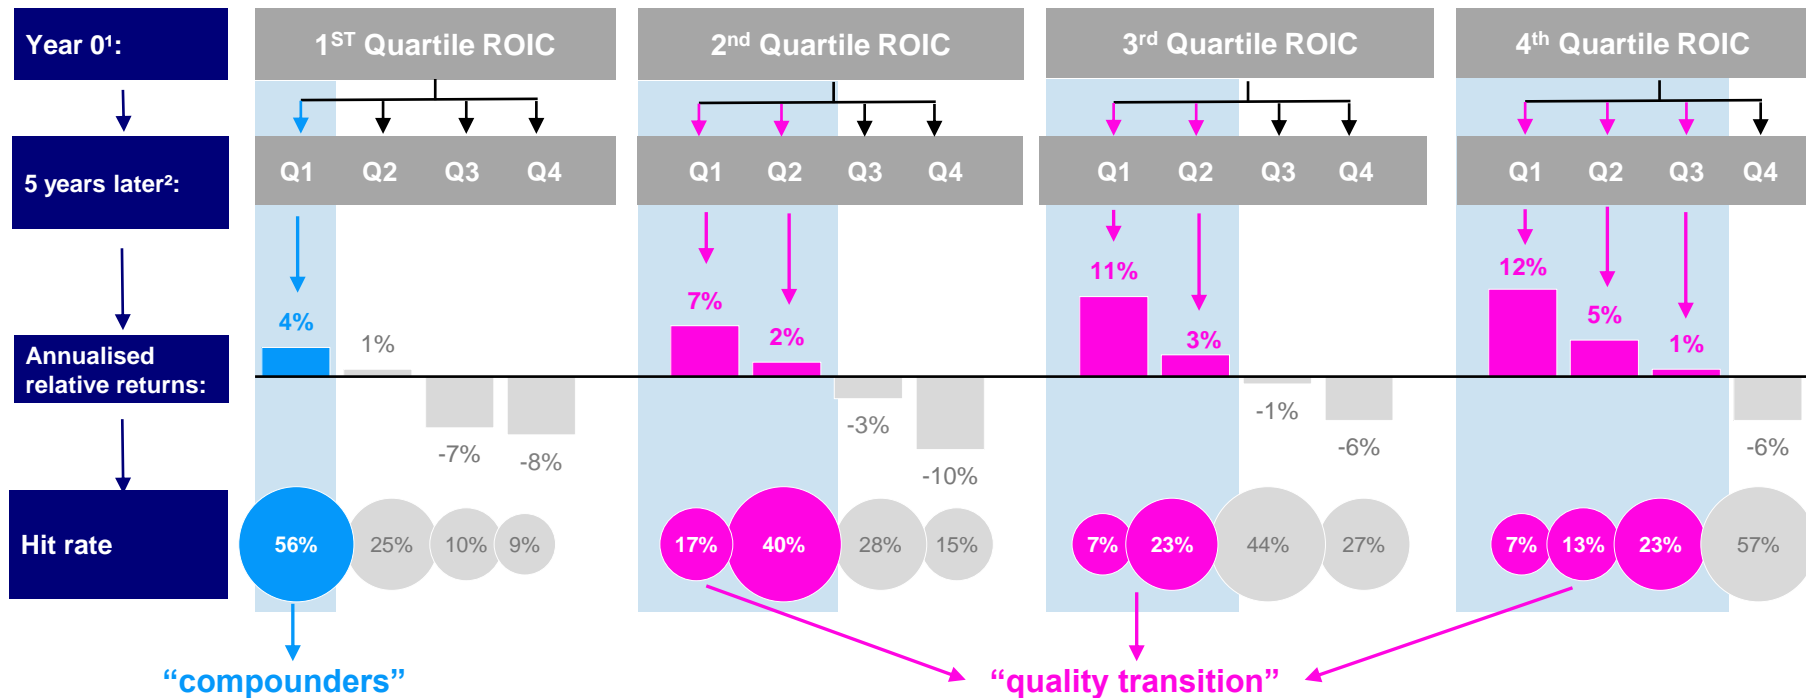 Year 0¹:
1ST Quartile ROIC
2nd Quartile ROIC
3rd Quartile ROIC
4th Quartile ROIC
5 years later²:
Q1 Q2 Q3 Q4
Q1 Q2 Q3 Q4
Q1 Q2 Q3 Q4
Q1 Q2 Q3 Q4
Annualised
relative returns:
4% 1% -7% -8%
7% 2% -3% -10%
11% 3% -1% -6%
12% 5% 1% -6%
Hit rate
56% 25% 10% 9%
17% 40% 28% 15%
7% 23% 44% 27%
7% 13% 23% 57%
“compounders”
“quality transition”